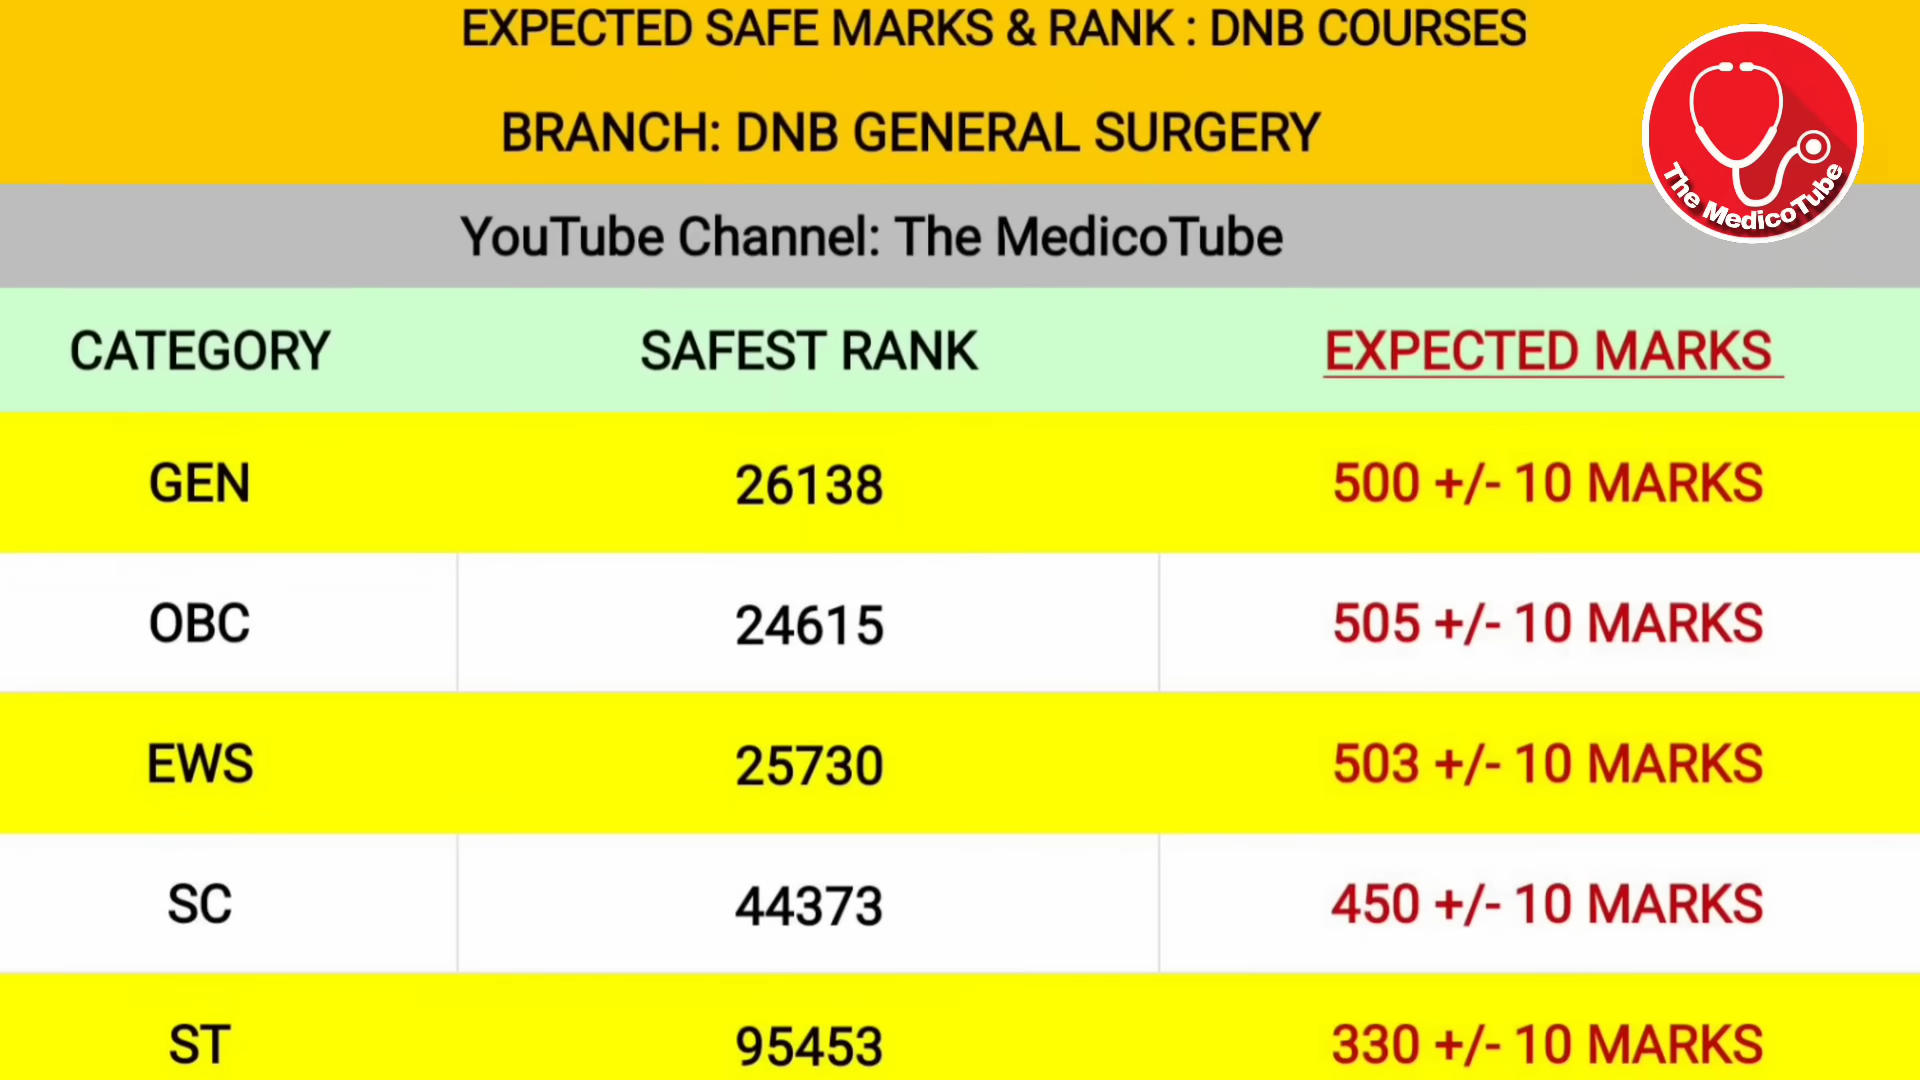 EXPECTED SAFE MARKS & RANK : DNB COURSES
BRANCH: DNB GENERAL SURGERY
The MedicoTube
YouTube Channel: The MedicoTube
CATEGORY SAFEST RANK EXPECTED MARKS
GEN 26138 500 +/- 10 MARKS
OBC 24615 505 +/- 10 MARKS
EWS 25730 503 +/- 10 MARKS
SC 44373 450 +/- 10 MARKS
ST 95453 330 +/- 10 MARKS